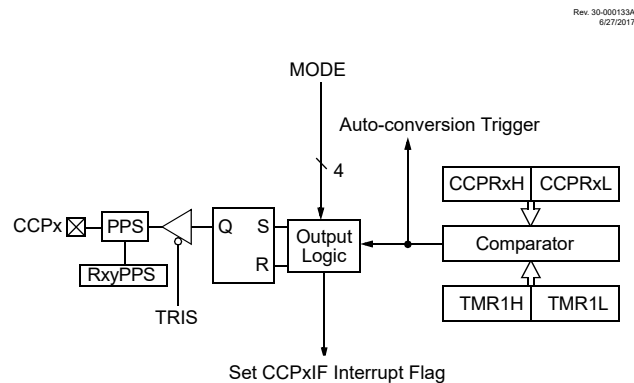 Rev. 30-000133A
6/27/2017
MODE
Auto-conversion Trigger
4
CCPRxH CCPRxL
CCPx PPS Q S Output
Logic Comparator
R
RxyPPS
TMR1H TMR1L
TRIS
Set CCPxIF Interrupt Flag